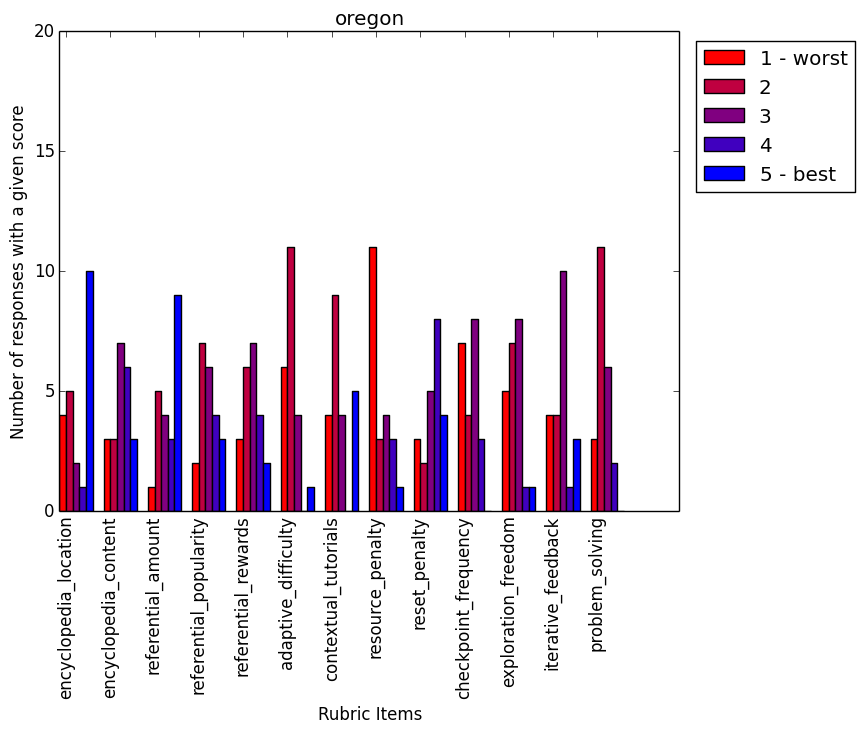 oregon
20
15
10
5
0
Number of responses with a given score
1 - worst
2
3
4
5 - best
encyclopedia_location
encyclopedia_content
referential_amount
referential_popularity
referential_rewards
adaptive_difficulty
contextual_tutorials
resource_penalty
reset_penalty
checkpoint_frequency
exploration_freedom
iterative_feedback
problem_solving
Rubric Items